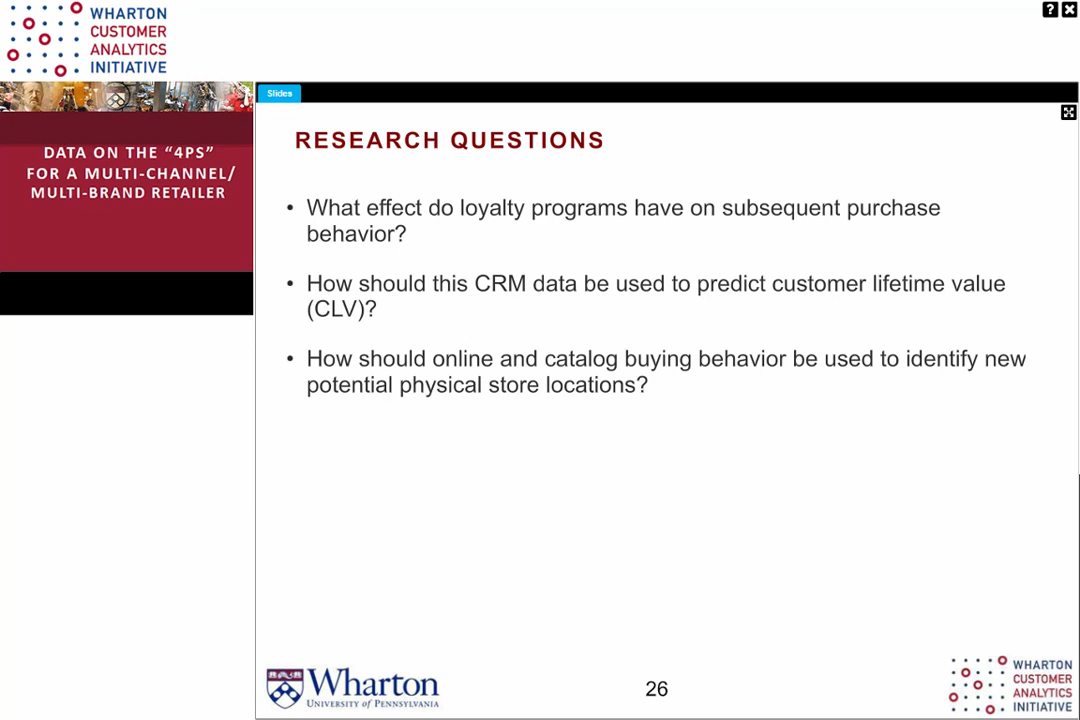 WHARTON
CUSTOMER
ANALYTICS
INITIATIVE
? X
Slides
DATA ON THE “4PS”
FOR A MULTI-CHANNEL/
MULTI-BRAND RETAILER
RESEARCH QUESTIONS
• What effect do loyalty programs have on subsequent purchase
behavior?
• How should this CRM data be used to predict customer lifetime value
(CLV)?
• How should online and catalog buying behavior be used to identify new
potential physical store locations?
Wharton
UNIVERSITY of PENNSYLVANIA
26
WHARTON
CUSTOMER
ANALYTICS
INITIATIVE